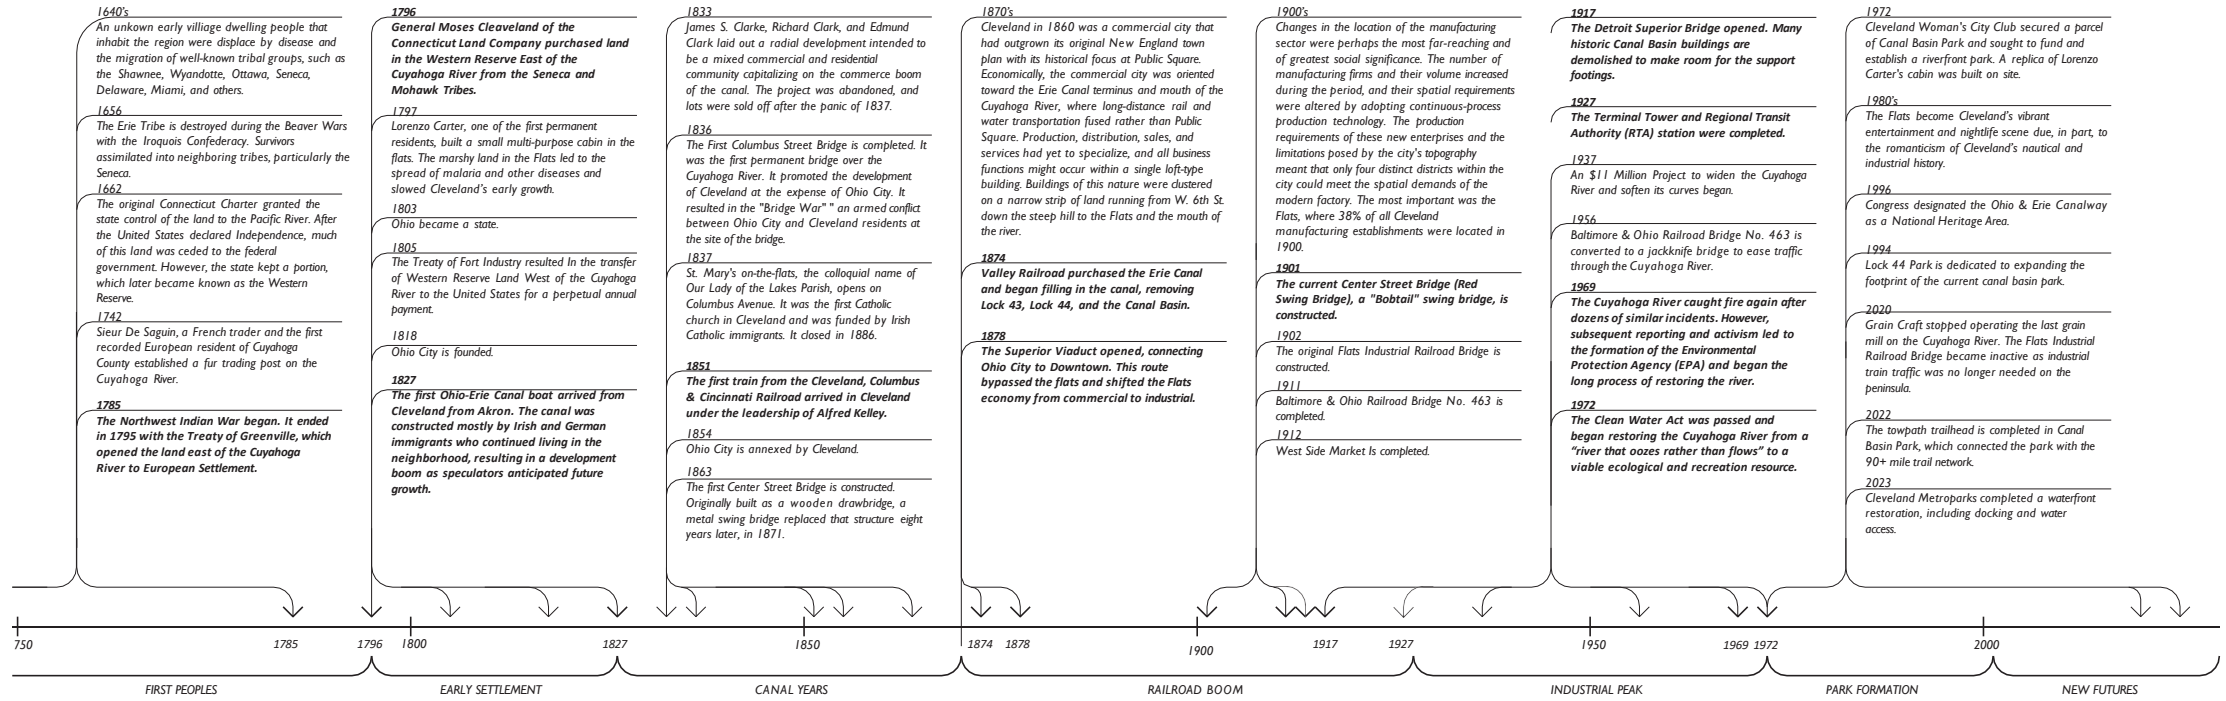 1640's
An unkown early viillage dwelling people that
inhabit the region were displace by disease and
the migration of well-known tribal groups, such as
the Shawnee, Wyandotte, Ottawa, Seneca,
Delaware, Miami, and others.
1656
The Erie Tribe is destroyed during the Beaver Wars
with the Iroquois Confederacy. Survivors
assimilated into neighboring tribes, particularly the
Seneca.
1662
The original Connecticut Charter granted the
state control of the land to the Pacific River. After
the United States declared Independence, much
of this land was ceded to the federal
government. However, the state kept a portion,
which later became known as the Western
Reserve.
1742
Sieur De Saguin, a French trader and the first
recorded European resident of Cuyahoga
County established a fur trading post on the
Cuyahoga River.
1785
The Northwest Indian War began. It ended
in 1795 with the Treaty of Greenville, which
opened the land east of the Cuyahoga
River to European Settlement.
1796
General Moses Cleaveland of the
Connecticut Land Company purchased land
in the Western Reserve East of the
Cuyahoga River from the Seneca and
Mohawk Tribes.
1797
Lorenzo Carter, one of the first permanent
residents, built a small multi-purpose cabin in the
flats. The marshy land in the Flats led to the
spread of malaria and other diseases and
slowed Cleveland's early growth.
1803
Ohio became a state.
1805
The Treaty of Fort Industry resulted In the transfer
of Western Reserve Land West of the Cuyahoga
River to the United States for a perpetual annual
payment.
1818
Ohio City is founded.
1827
The first Ohio-Erie Canal boat arrived from
Cleveland from Akron. The canal was
constructed mostly by Irish and German
immigrants who continued living in the
neighborhood, resulting in a development
boom as speculators anticipated future
growth.
1833
James S. Clarke, Richard Clark, and Edmund
Clark laid out a radial development intended to
be a mixed commercial and residential
community capitalizing on the commerce boom
of the canal. The project was abandoned, and
lots were sold off after the panic of 1837.
1836
The First Columbus Street Bridge is completed. It
was the first permanent bridge over the
Cuyahoga River. It promoted the development
of Cleveland at the expense of Ohio City. It
resulted in the "Bridge War" " an armed conflict
between Ohio City and Cleveland residents at
the site of the bridge.
1837
St. Mary's on-the-flats, the colloquial name of
Our Lady of the Lakes Parish, opens on
Columbus Avenue. It was the first Catholic
church in Cleveland and was funded by Irish
Catholic immigrants. It closed in 1886.
1851
The first train from the Cleveland, Columbus
& Cincinnati Railroad arrived in Cleveland
under the leadership of Alfred Kelley.
1854
Ohio City is annexed by Cleveland.
1863
The first Center Street Bridge is constructed.
Originally built as a wooden drawbridge, a
metal swing bridge replaced that structure eight
years later, in 1871.
1870's
Cleveland in 1860 was a commercial city that
had outgrown its original New England town
plan with its historical focus at Public Square.
Economically, the commercial city was oriented
toward the Erie Canal terminus and mouth of the
Cuyahoga River, where long-distance rail and
water transportation fused rather than Public
Square. Production, distribution, sales, and
services had yet to specialize, and all business
functions might occur within a single loft-type
building. Buildings of this nature were clustered
on a narrow strip of land running from W. 6th St.
down the steep hill to the Flats and the mouth of
the river.
1874
Valley Railroad purchased the Erie Canal
and began filling in the canal, removing
Lock 43, Lock 44, and the Canal Basin.
1878
The Superior Viaduct opened, connecting
Ohio City to Downtown. This route
bypassed the flats and shifted the Flats
economy from commercial to industrial.
1900's
Changes in the location of the manufacturing
sector were perhaps the most far-reaching and
of greatest social significance. The number of
manufacturing firms and their volume increased
during the period, and their spatial requirements
were altered by adopting continuous-process
production technology. The production
requirements of these new enterprises and the
limitations posed by the city's topography
meant that only four distinct districts within the
city could meet the spatial demands of the
modern factory. The most important was the
Flats, where 38% of all Cleveland
manufacturing establishments were located in
1900.
1901
The current Center Street Bridge (Red
Swing Bridge), a "Bobtail" swing bridge, is
constructed.
1902
The original Flats Industrial Railroad Bridge is
constructed.
1911
Baltimore & Ohio Railroad Bridge No. 463 is
completed.
1912
West Side Market Is completed.
1917
The Detroit Superior Bridge opened. Many
historic Canal Basin buildings are
demolished to make room for the support
footings.
1927
The Terminal Tower and Regional Transit
Authority (RTA) station were completed.
1937
An $11 Million Project to widen the Cuyahoga
River and soften its curves began.
1956
Baltimore & Ohio Railroad Bridge No. 463 is
converted to a jackknife bridge to ease traffic
through the Cuyahoga River.
1969
The Cuyahoga River caught fire again after
dozens of similar incidents. However,
subsequent reporting and activism led to
the formation of the Environmental
Protection Agency (EPA) and began the
long process of restoring the river.
1972
The Clean Water Act was passed and
began restoring the Cuyahoga River from a
“river that oozes rather than flows” to a
viable ecological and recreation resource.
1972
Cleveland Woman's City Club secured a parcel
of Canal Basin Park and sought to fund and
establish a riverfront park. A replica of Lorenzo
Carter's cabin was built on site.
1980's
The Flats become Cleveland's vibrant
entertainment and nightlife scene due, in part, to
the romanticism of Cleveland's nautical and
industrial history.
1996
Congress designated the Ohio & Erie Canalway
as a National Heritage Area.
1994
Lock 44 Park is dedicated to expanding the
footprint of the current canal basin park.
2020
Grain Craft stopped operating the last grain
mill on the Cuyahoga River. The Flats Industrial
Railroad Bridge became inactive as industrial
train traffic was no longer needed on the
peninsula.
2022
The towpath trailhead is completed in Canal
Basin Park, which connected the park with the
90+ mile trail network.
2023
Cleveland Metroparks completed a waterfront
restoration, including docking and water
access.
750 1785 1796 1800 1827 1850 1874 1878 1900 1917 1927 1950 1969 1972 2000
FIRST PEOPLES EARLY SETTLEMENT CANAL YEARS RAILROAD BOOM INDUSTRIAL PEAK PARK FORMATION NEW FUTURES